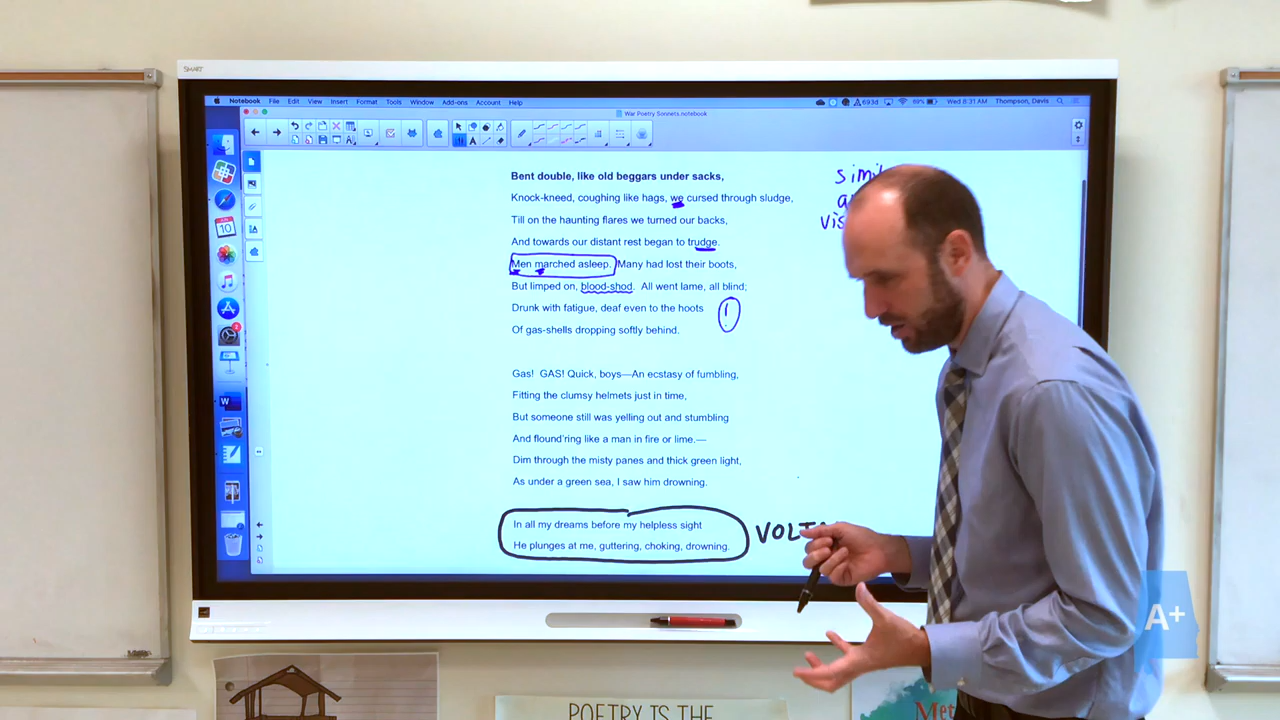 SMART
Notebook File Edit View Insert Format Tools Window Add-ons Account Help
693d 89% Wed 8:31 AM Thompson, Davis
War Poetry Sonnets.notebook
Bent double, like old beggars under sacks,
Knock-kneed, coughing like hags, we cursed through sludge,
Till on the haunting flares we turned our backs,
And towards our distant rest began to trudge.
Men marched asleep. Many had lost their boots,
But limped on, blood-shod. All went lame, all blind;
Drunk with fatigue, deaf even to the hoots
Of gas-shells dropping softly behind.
!
Gas! GAS! Quick, boys—An ecstasy of fumbling,
Fitting the clumsy helmets just in time,
But someone still was yelling out and stumbling
And flound'ring like a man in fire or lime.—
Dim through the misty panes and thick green light,
As under a green sea, I saw him drowning.
In all my dreams before my helpless sight
He plunges at me, guttering, choking, drowning.
VOLTA
A+
POETRY IS THE